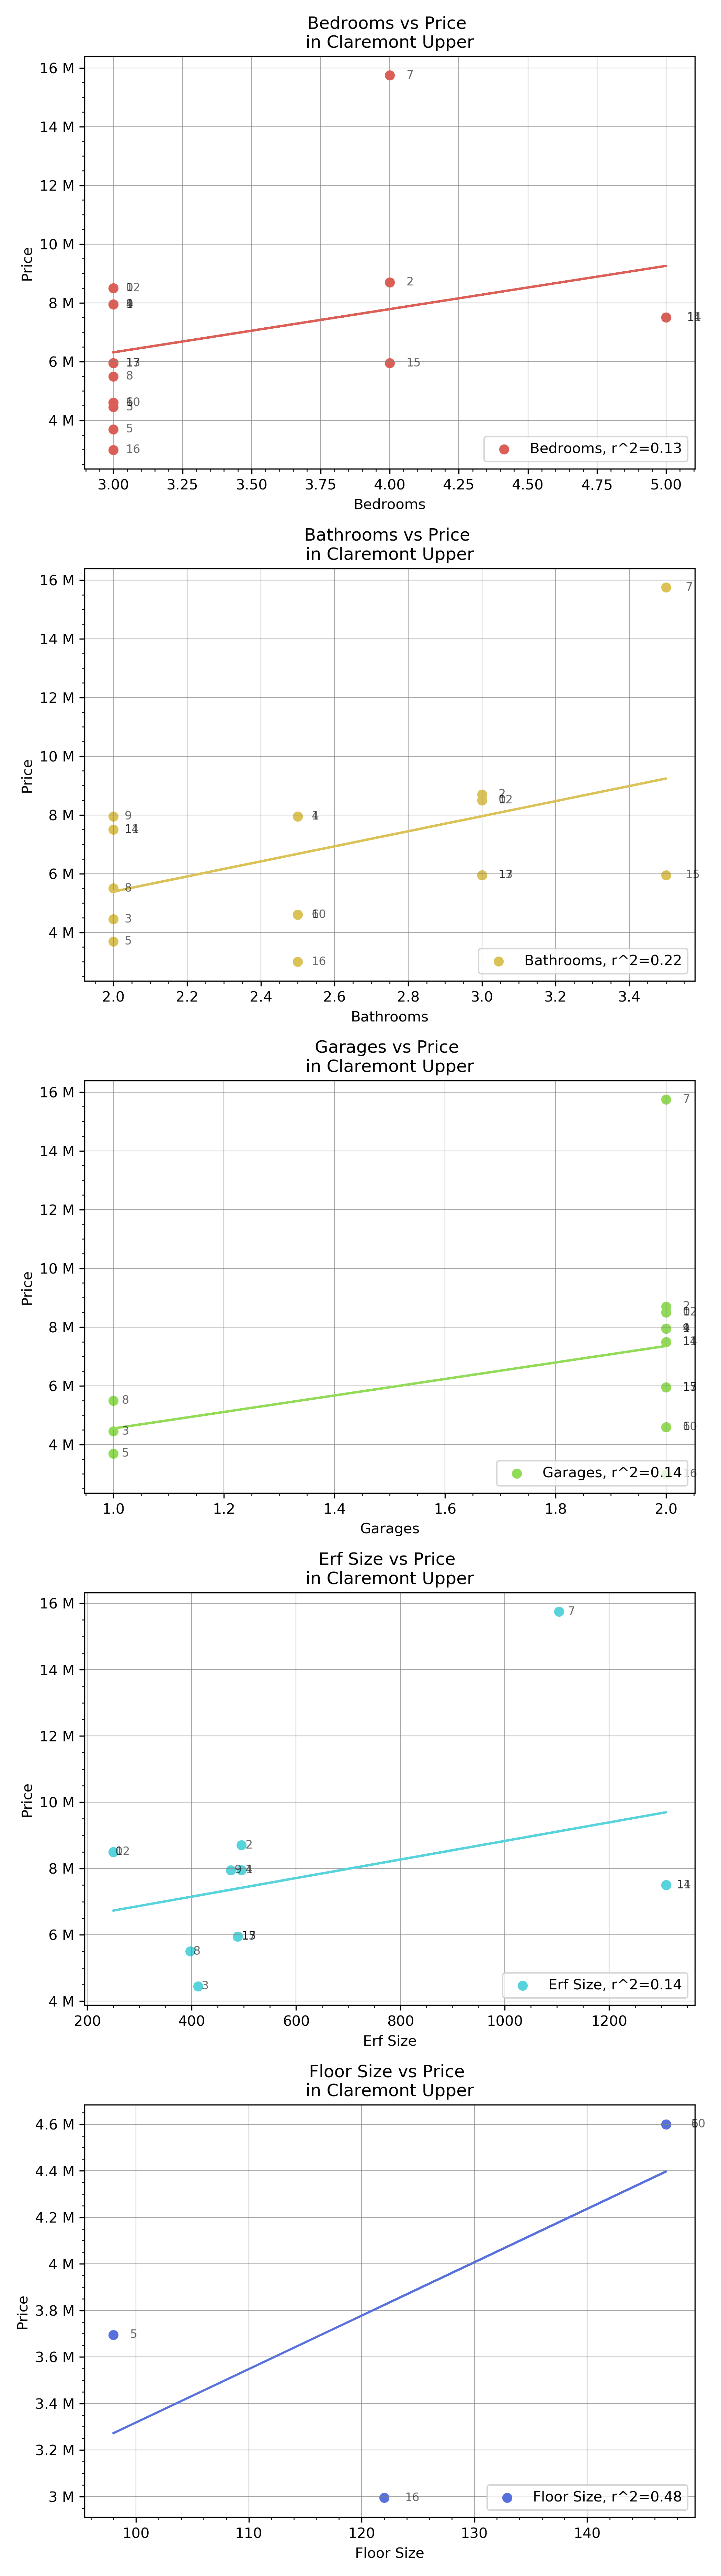 Bedrooms vs Price
in Claremont Upper
16 M
14 M
12 M
10 M
8 M
6 M
4 M
Price
7
2
15
8
5
16
Bedrooms, r^2=0.13
3.00 3.25 3.50 3.75 4.00 4.25 4.50 4.75 5.00
Bedrooms
Bathrooms vs Price
in Claremont Upper
16 M
14 M
12 M
10 M
8 M
6 M
4 M
Price
7
2
9
8
3
5
15
16
Bathrooms, r^2=0.22
2.0 2.2 2.4 2.6 2.8 3.0 3.2 3.4
Bathrooms
Garages vs Price
in Claremont Upper
16 M
14 M
12 M
10 M
8 M
6 M
4 M
Price
7
2
8
3
5
16
Garages, r^2=0.14
1.0 1.2 1.4 1.6 1.8 2.0
Garages
Erf Size vs Price
in Claremont Upper
16 M
14 M
12 M
10 M
8 M
6 M
4 M
Price
7
2
9
8
3
Erf Size, r^2=0.14
200 400 600 800 1000 1200
Erf Size
Floor Size vs Price
in Claremont Upper
4.6 M
4.4 M
4.2 M
4 M
3.8 M
3.6 M
3.4 M
3.2 M
3 M
Price
5
16
Floor Size, r^2=0.48
100 110 120 130 140
Floor Size